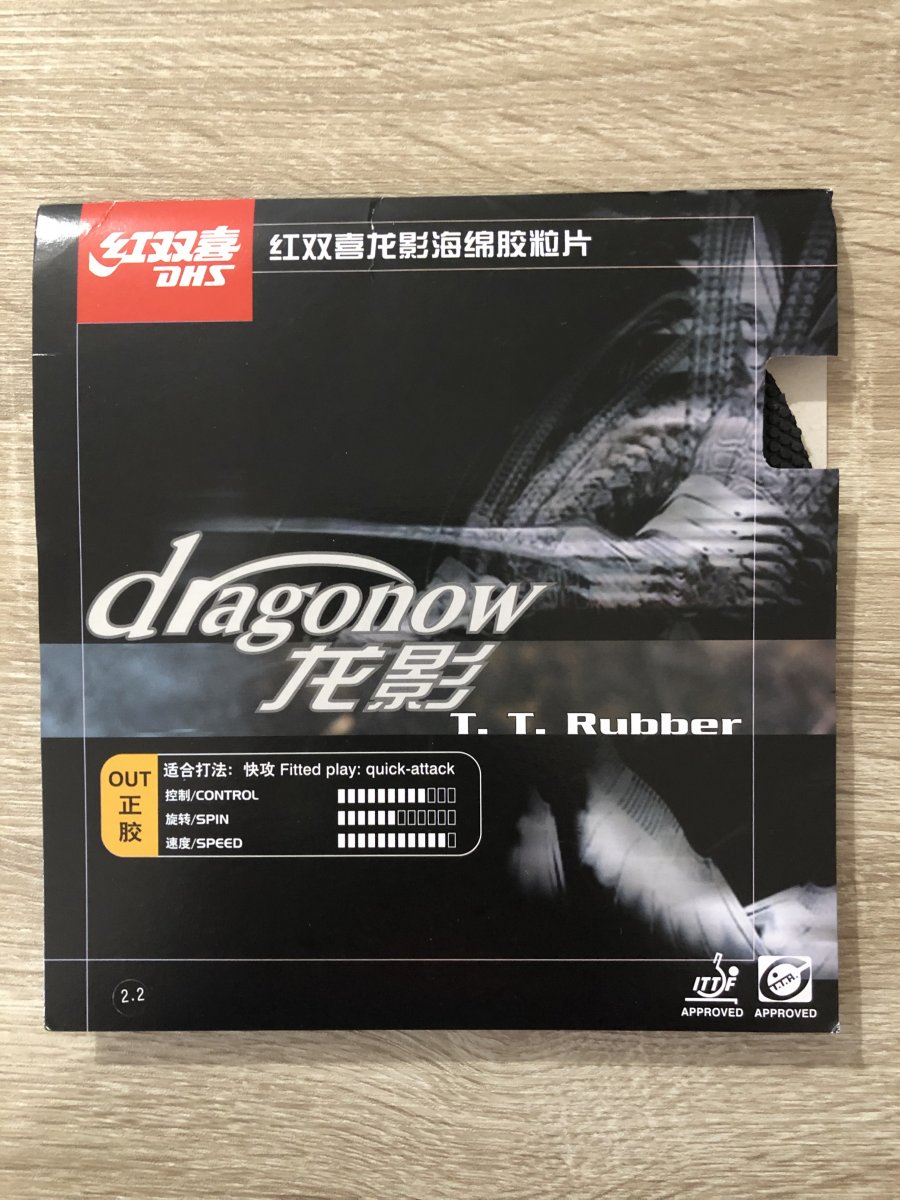 红双喜
DHS
红双喜龙影海绵胶粒片
dragonow
龙影
T. T. Rubber
OUT
正
胶
适合打法：快攻 Fitted play: quick-attack
控制/CONTROL
旋转/SPIN
速度/SPEED
2.2
ITTF
APPROVED
T.T.A.
APPROVED